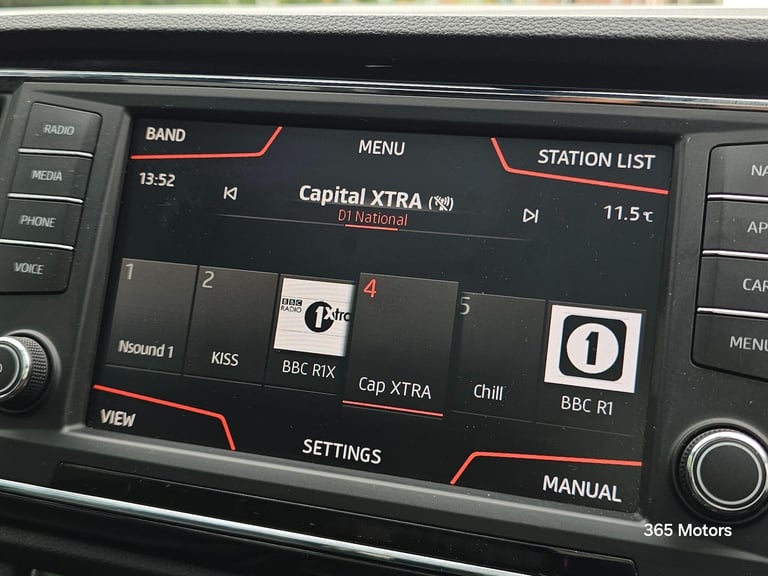 RADIO
MEDIA
PHONE
VOICE
BAND
MENU
STATION LIST
13:52
Capital XTRA
D1 National
11.5°C
1
Nsound 1
2
KISS
BBC
RADIO
1Xtra
BBC R1X
4
Cap XTRA
5
Chill
1
BBC R1
VIEW
SETTINGS
MANUAL
NA
AP
CAR
MENU
365 Motors